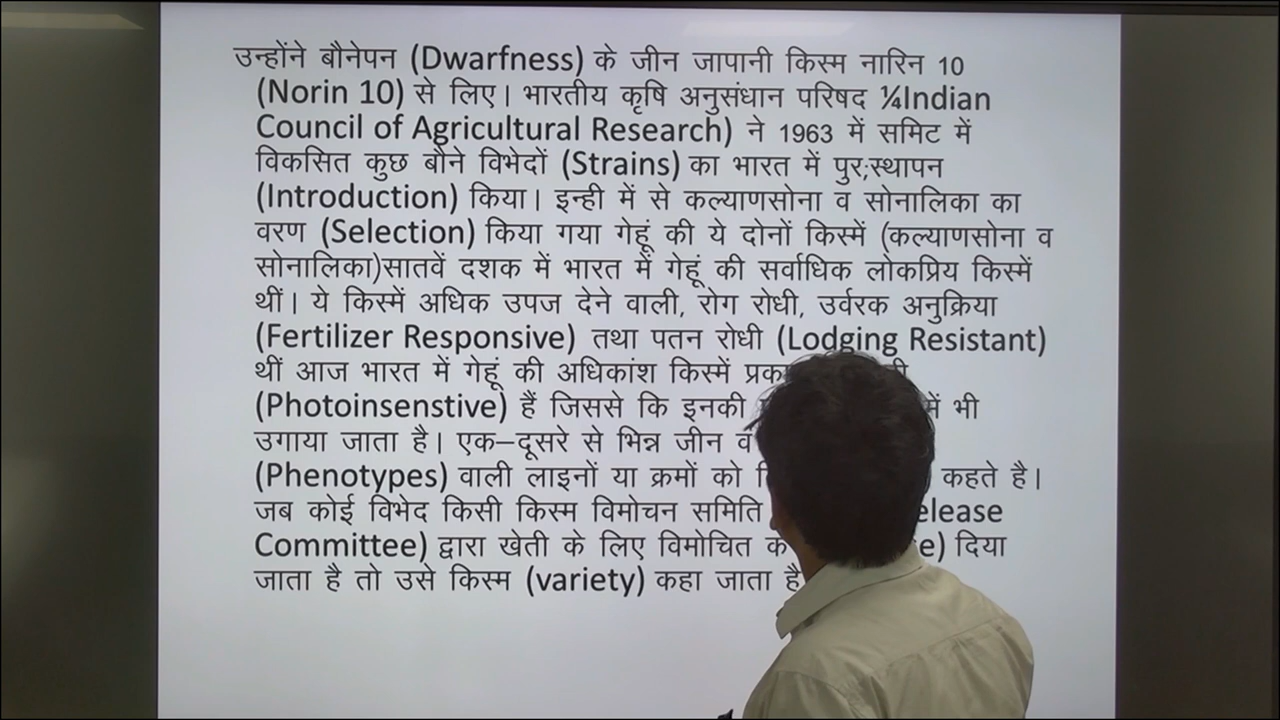 उन्होंने बौनेपन (Dwarfness) के जीन जापानी किस्म नारिन 10
(Norin 10) से लिए। भारतीय कृषि अनुसंधान परिषद ¼Indian
Council of Agricultural Research) ने 1963 में समिट में
विकसित कुछ बौने विभेदों (Strains) का भारत में पुर;स्थापन
(Introduction) किया। इन्ही में से कल्याणसोना व सोनालिका का
वरण (Selection) किया गया गेहूं की ये दोनों किस्में (कल्याणसोना व
सोनालिका)सातवें दशक में भारत में गेहूं की सर्वाधिक लोकप्रिय किस्में
थीं। ये किस्में अधिक उपज देने वाली, रोग रोधी, उर्वरक अनुक्रिया
(Fertilizer Responsive) तथा पतन रोधी (Lodging Resistant)
थीं आज भारत में गेहूं की अधिकांश किस्में
(Photoinsenstive) हैं जिससे कि इनकी में भी
उगाया जाता है। एक–दूसरे से भिन्न जीन
(Phenotypes) वाली लाइनों या क्रमों को कहते है।
जब कोई विभेद किसी किस्म विमोचन समिति
Committee) द्वारा खेती के लिए विमोचित दिया
जाता है तो उसे किस्म (variety) कहा जाता है